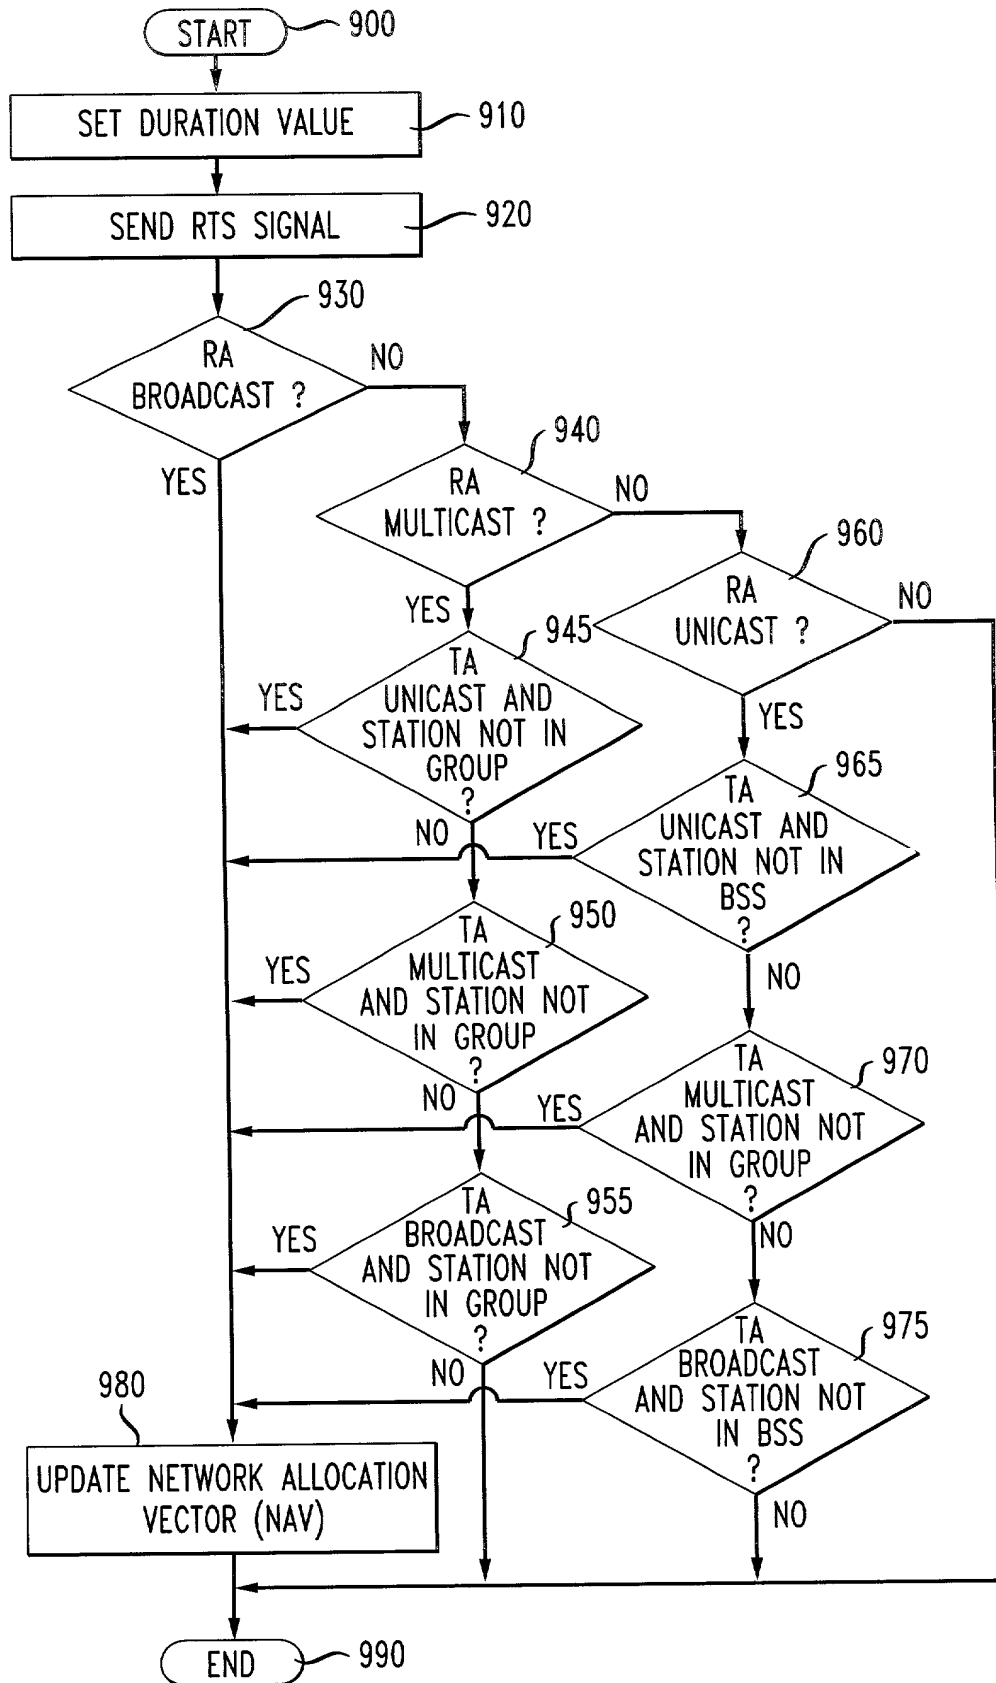 START
900
SET DURATION VALUE
910
SEND RTS SIGNAL
920
930
RA
BROADCAST ?
NO
YES
940
RA
MULTICAST ?
NO
YES
960
RA
UNICAST ?
NO
YES
945
TA
UNICAST AND
STATION NOT IN
GROUP
?
YES
NO
965
TA
UNICAST AND
STATION NOT IN
BSS
?
YES
NO
950
TA
MULTICAST
AND STATION NOT
IN GROUP
?
YES
NO
970
TA
MULTICAST
AND STATION NOT
IN GROUP
?
YES
NO
955
TA
BROADCAST
AND STATION NOT
IN GROUP
?
YES
NO
975
TA
BROADCAST
AND STATION NOT
IN BSS
?
YES
NO
980
UPDATE NETWORK ALLOCATION
VECTOR (NAV)
END
990